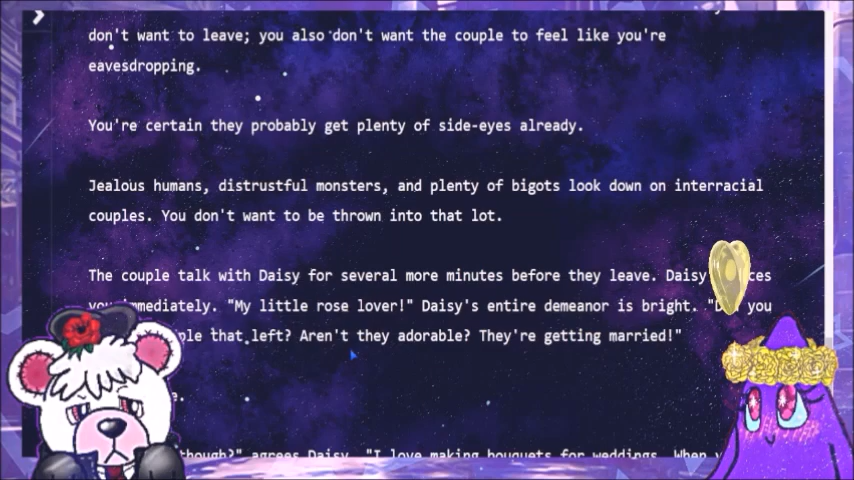 don't want to leave; you also don't want the couple to feel like you're
eavesdropping.
You're certain they probably get plenty of side-eyes already.
Jealous humans, distrustful monsters, and plenty of bigots look down on interracial
couples. You don't want to be thrown into that lot.
The couple talk with Daisy for several more minutes before they leave. Daisy
immediately. "My little rose lover!" Daisy's entire demeanor is bright. you
that left? Aren't they adorable? They're getting married!"
though?" agrees Daisy. "I love making bouquets for weddings. When